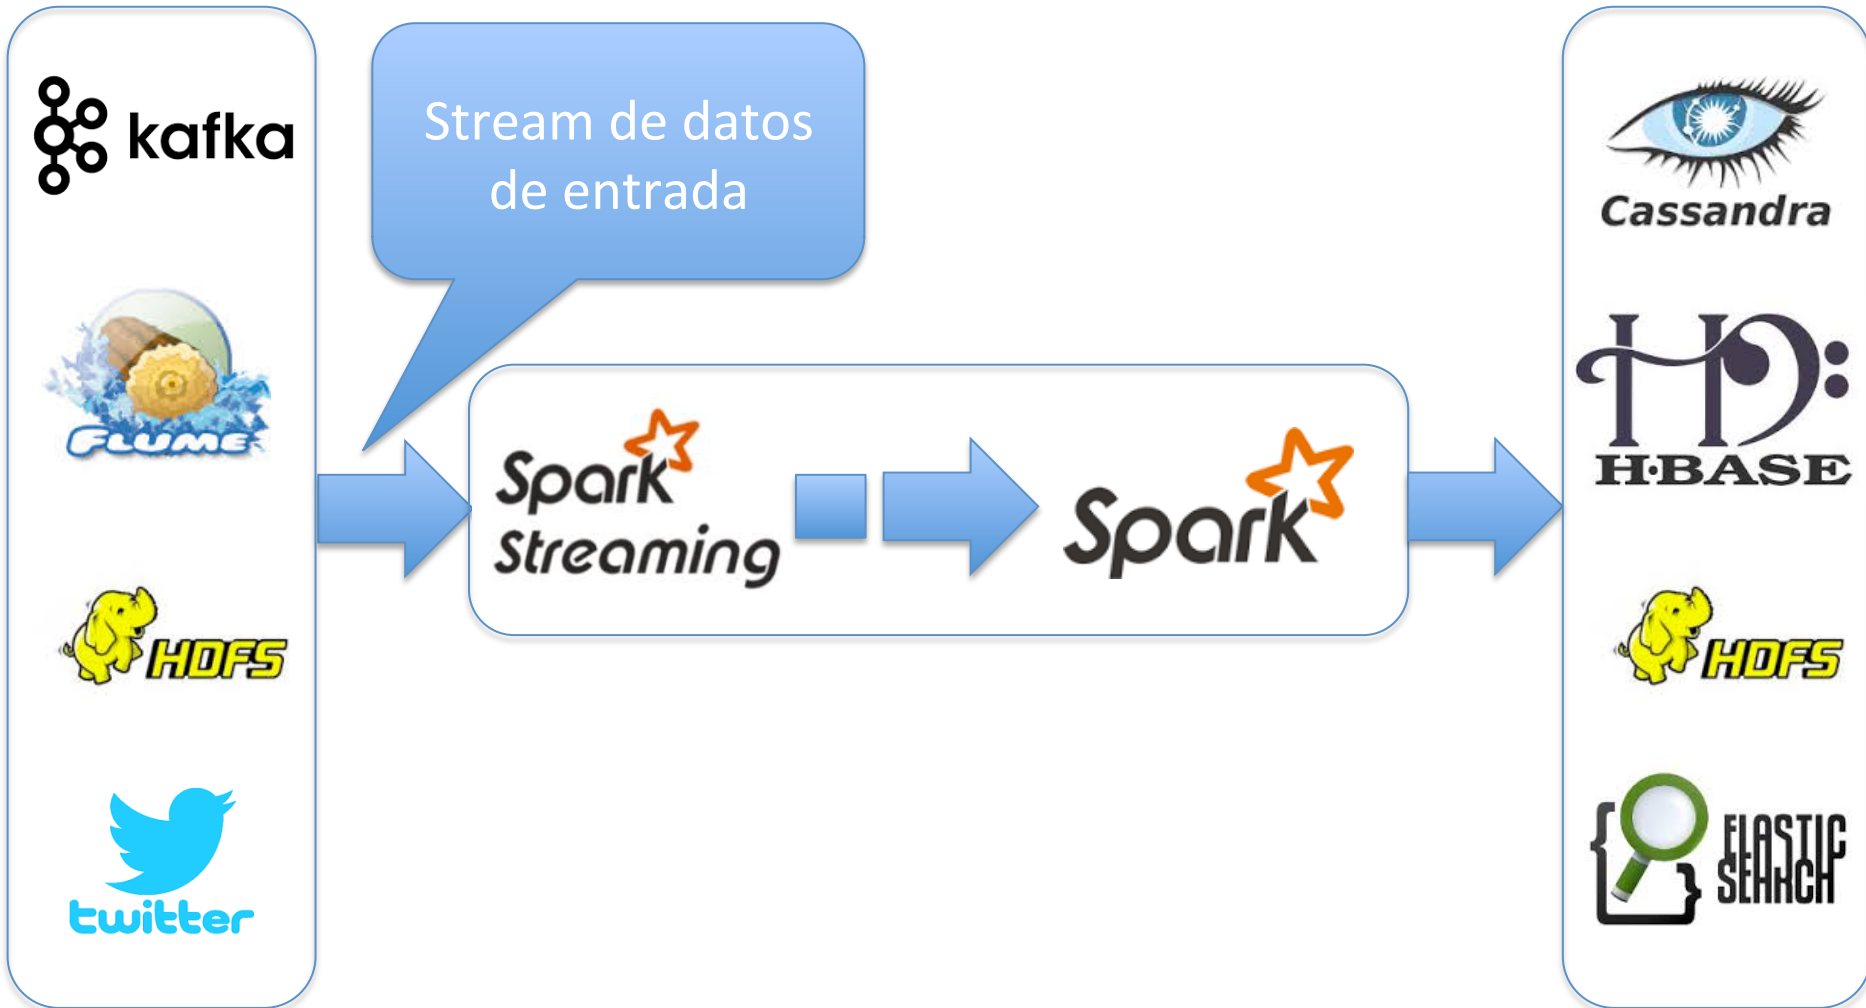 kafka
FLUME
HDFS
twitter
Stream de datos
de entrada
Spark
Streaming
Spark
Cassandra
H·BASE
HDFS
ELASTIC
SEARCH